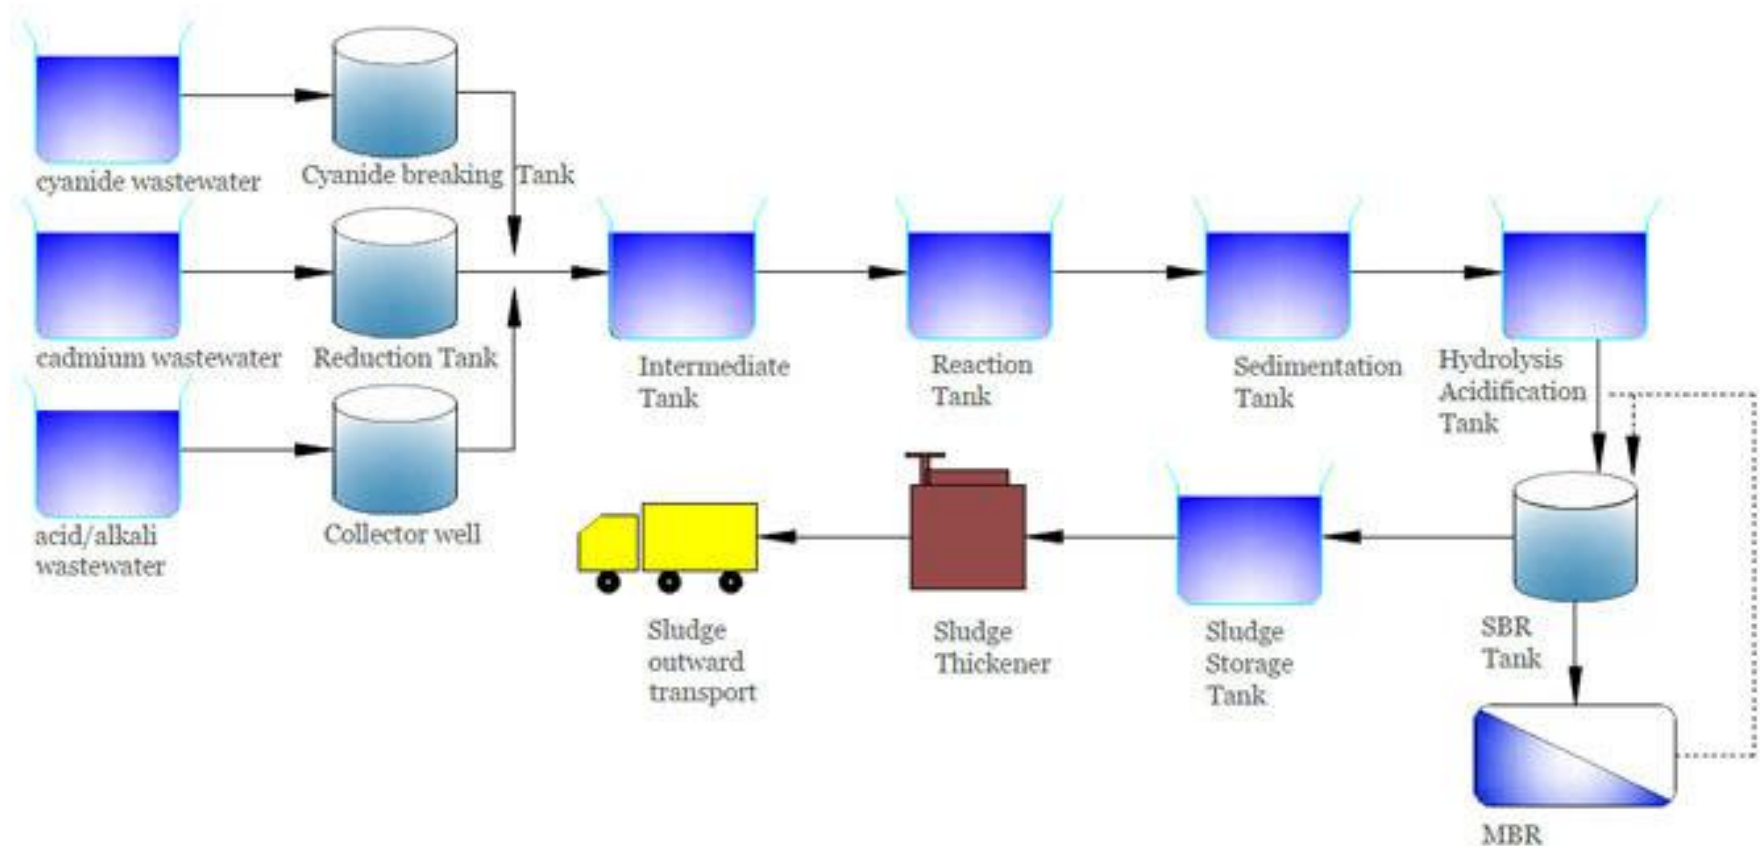 cyanide wastewater
Cyanide breaking Tank
cadmium wastewater
Reduction Tank
acid/alkali
wastewater
Collector well
Intermediate
Tank
Reaction
Tank
Sedimentation
Tank
Hydrolysis
Acidification
Tank
Sludge
outward
transport
Sludge
Thickener
Sludge
Storage
Tank
SBR
Tank
MBR